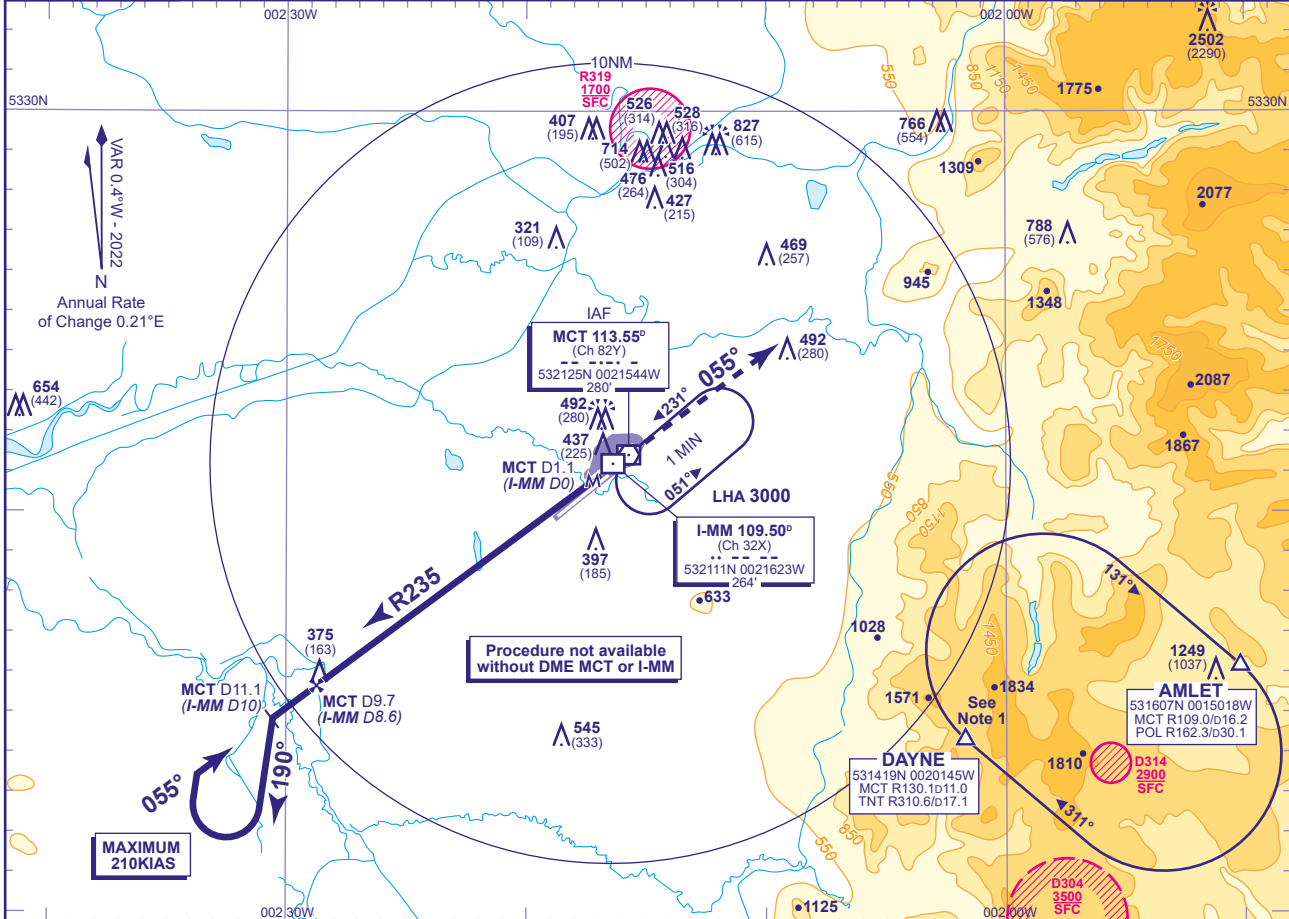 002 30W
002 00W
2502
(2290)
10NM
R319
1700
SFC
550
850
1150
1450
1775
5330N
5330N
526
(314)
528
(316)
407
(195)
827
(615)
766
(554)
714
(502)
516
(304)
476
(264)
427
(215)
1309
VAR 0.4°W - 2022
N
Annual Rate
of Change 0.21°E
2077
321
(109)
469
(257)
788
(576)
945
1348
IAF
MCT 113.55ᴰ
(Ch 82Y)
532125N 0021544W
280'
055°
492
(280)
1750
2087
654
(442)
492
(280)
231°
437
(225)
1 MIN
1867
MCT D1.1
(I-MM D0)
M
051°
LHA 3000
550
850
1150
I-MM 109.50ᴰ
(Ch 32X)
532111N 0021623W
264'
397
(185)
R235
633
131°
375
(163)
Procedure not available
without DME MCT or I-MM
1028
1450
1249
(1037)
MCT D11.1
(I-MM D10)
MCT D9.7
(I-MM D8.6)
1571
1834
See
Note 1
AMLET
531607N 0015018W
MCT R109.0/D16.2
POL R162.3/D30.1
545
(333)
190°
055°
DAYNE
531419N 0020145W
MCT R130.1D11.0
TNT R310.6/D17.1
1810
D314
2900
SFC
311°
MAXIMUM
210KIAS
850
550
D304
3500
SFC
1125
002 30W
002 00W